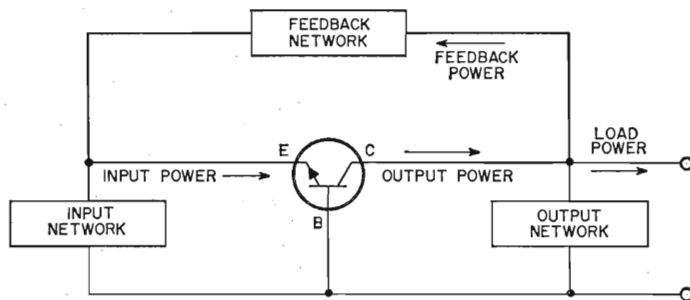 FEEDBACK
NETWORK
FEEDBACK
POWER
E
C
LOAD
POWER
INPUT POWER
OUTPUT POWER
INPUT
NETWORK
B
OUTPUT
NETWORK